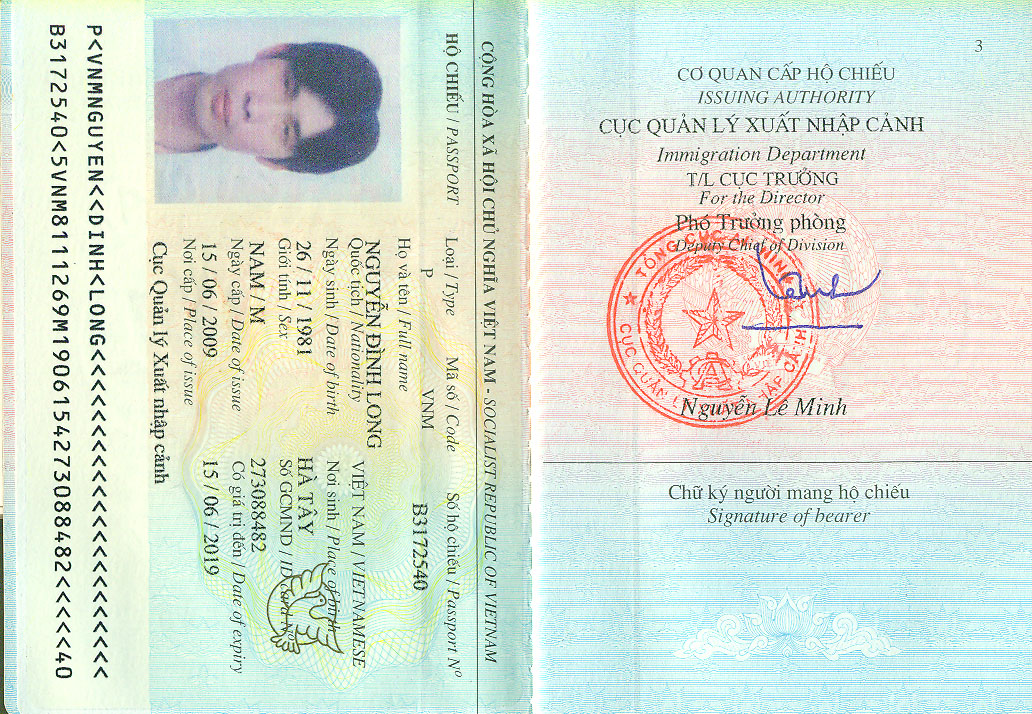 CỘNG HÒA XÃ HỘI CHỦ NGHĨA VIỆT NAM - SOCIALIST REPUBLIC OF VIETNAM
HỘ CHIẾU / PASSPORT
Loại / Type Mã số / Code Số hộ chiếu / Passport Nº
P VNM B3172540
Họ và tên / Full name
NGUYỄN ĐÌNH LONG
Quốc tịch / Nationality VIỆT NAM / VIETNAMESE
Ngày sinh / Date of birth Nơi sinh / Place of birth
26 / 11 / 1981 HÀ TÂY
Giới tính / Sex Số GCMND / ID card Nº
NAM / M 273088482
Ngày cấp / Date of issue Có giá trị đến / Date of expiry
15 / 06 / 2009 15 / 06 / 2019
Nơi cấp / Place of issue
Cục Quản lý Xuất nhập cảnh
P<VNMNGUYEN<<DINH<LONG<<<<<<<<<<<<<<<<<<<<<<
B3172540<5VNM8111269M1906154273088482<<<<<40
3
CƠ QUAN CẤP HỘ CHIẾU
ISSUING AUTHORITY
CỤC QUẢN LÝ XUẤT NHẬP CẢNH
Immigration Department
T/L CỤC TRƯỞNG
For the Director
Phó Trưởng phòng
Deputy Chief of Division
TỔNG CỤC AN NINH
CỤC QUẢN LÝ NHẬP CẢNH
Nguyễn Lê Minh
Chữ ký người mang hộ chiếu
Signature of bearer